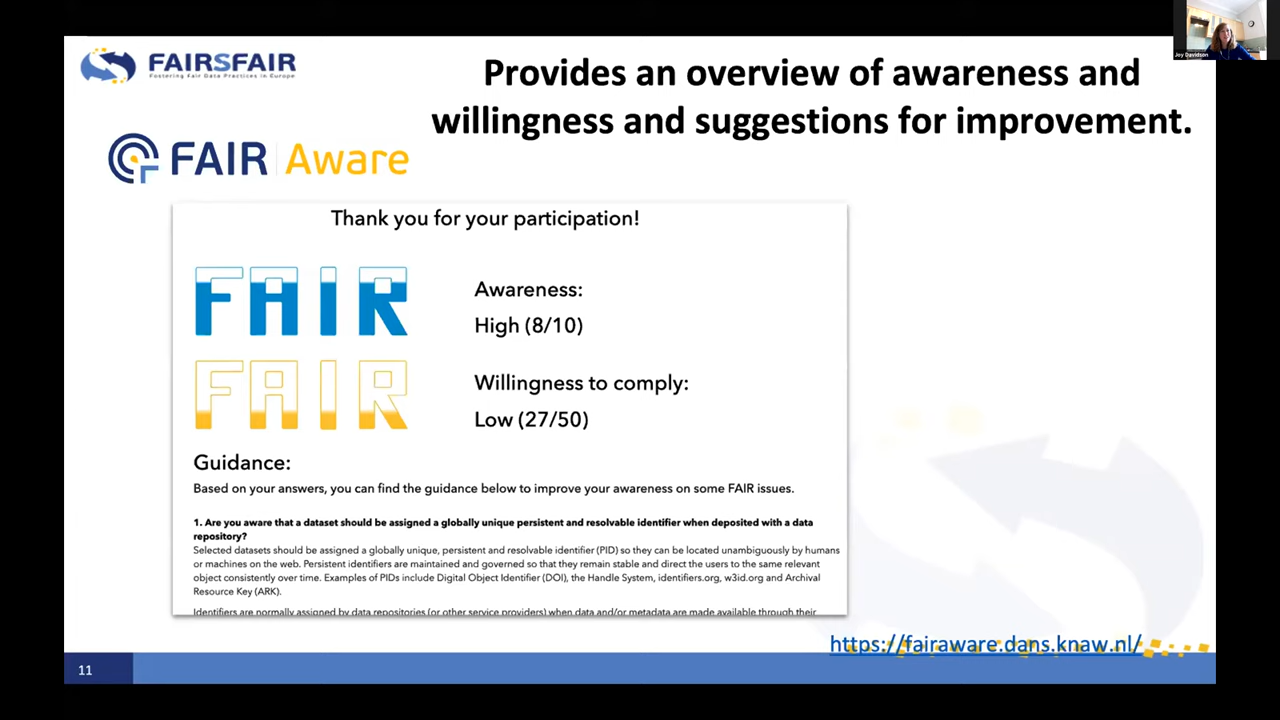 Joy Davidson
FAIRSFAIR
Fostering Fair Data Practices in Europe
Provides an overview of awareness and
willingness and suggestions for improvement.
FAIR Aware
Thank you for your participation!
FAIR
Awareness:
High (8/10)
FAIR
Willingness to comply:
Low (27/50)
Guidance:
Based on your answers, you can find the guidance below to improve your awareness on some FAIR issues.
1. Are you aware that a dataset should be assigned a globally unique persistent and resolvable identifier when deposited with a data
repository?
Selected datasets should be assigned a globally unique, persistent and resolvable identifier (PID) so they can be located unambiguously by humans
or machines on the web. Persistent identifiers are maintained and governed so that they remain stable and direct the users to the same relevant
object consistently over time. Examples of PIDs include Digital Object Identifier (DOI), the Handle System, identifiers.org, w3id.org and Archival
Resource Key (ARK).
Identifiers are normally assigned by data repositories (or other service providers) when data and/or metadata are made available through their
https://fairaware.dans.knaw.nl/
11